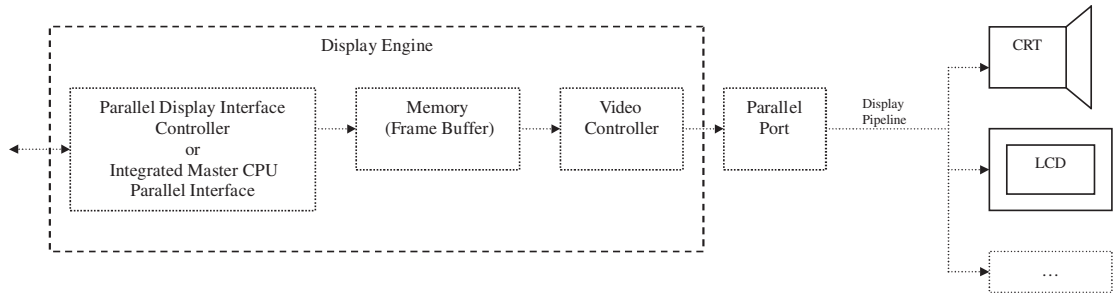 Display Engine
Parallel Display Interface
Controller
or
Integrated Master CPU
Parallel Interface
Memory
(Frame Buffer)
Video
Controller
Parallel
Port
Display
Pipeline
CRT
LCD
…